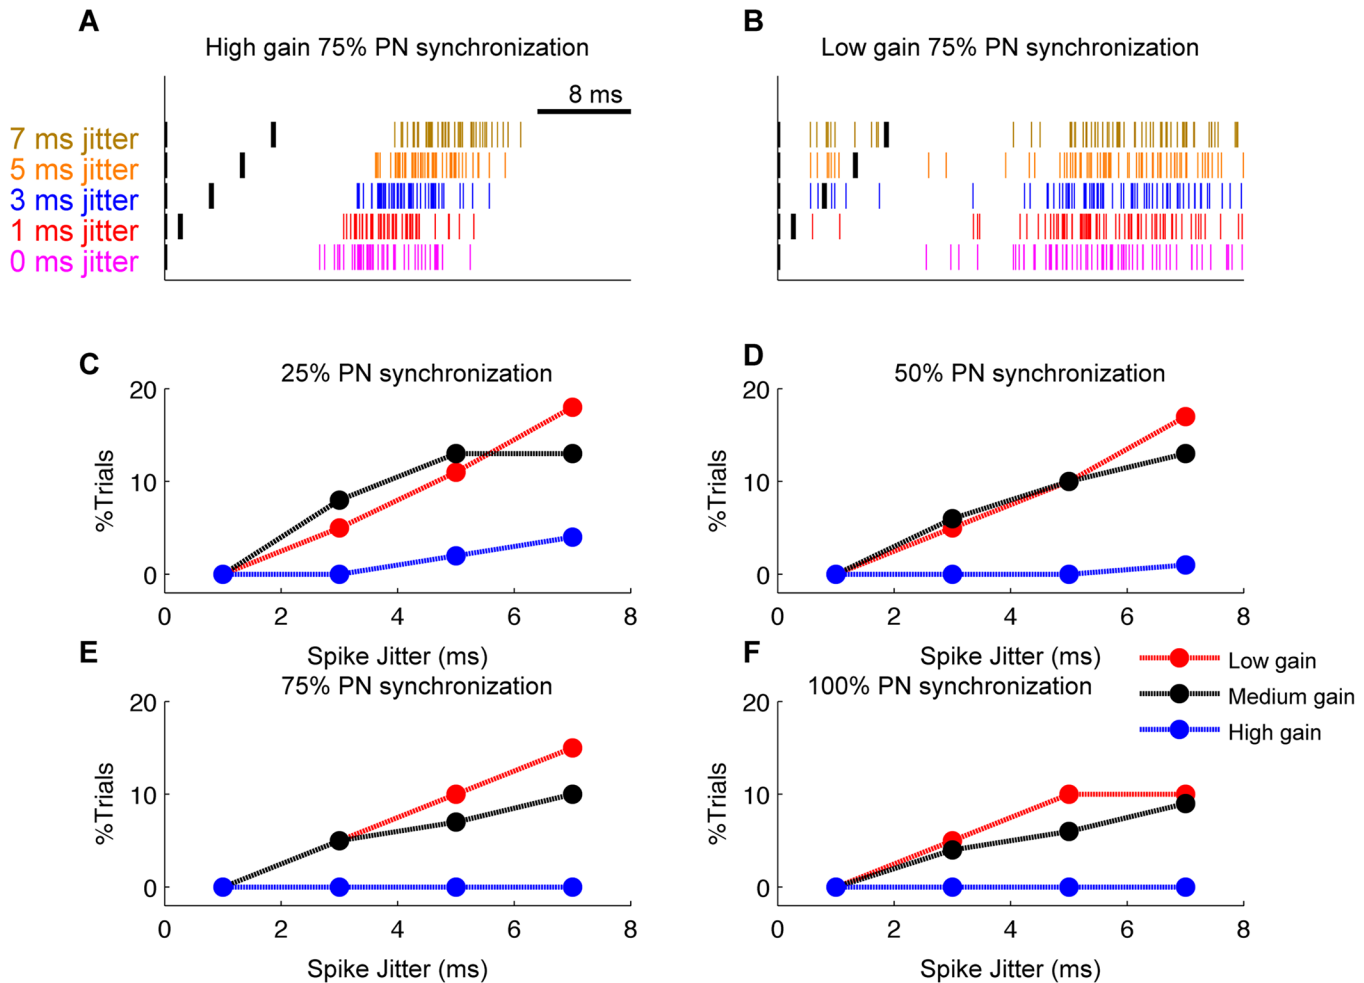 A
High gain 75% PN synchronization
8 ms
7 ms jitter
5 ms jitter
3 ms jitter
1 ms jitter
0 ms jitter
B
Low gain 75% PN synchronization
C
25% PN synchronization
20
10
0
%Trials
0 2 4 6 8
Spike Jitter (ms)
D
50% PN synchronization
20
10
0
%Trials
0 2 4 6 8
Spike Jitter (ms)
E
75% PN synchronization
20
10
0
%Trials
0 2 4 6 8
Spike Jitter (ms)
F
100% PN synchronization
20
10
0
%Trials
0 2 4 6 8
Spike Jitter (ms)
Low gain
Medium gain
High gain